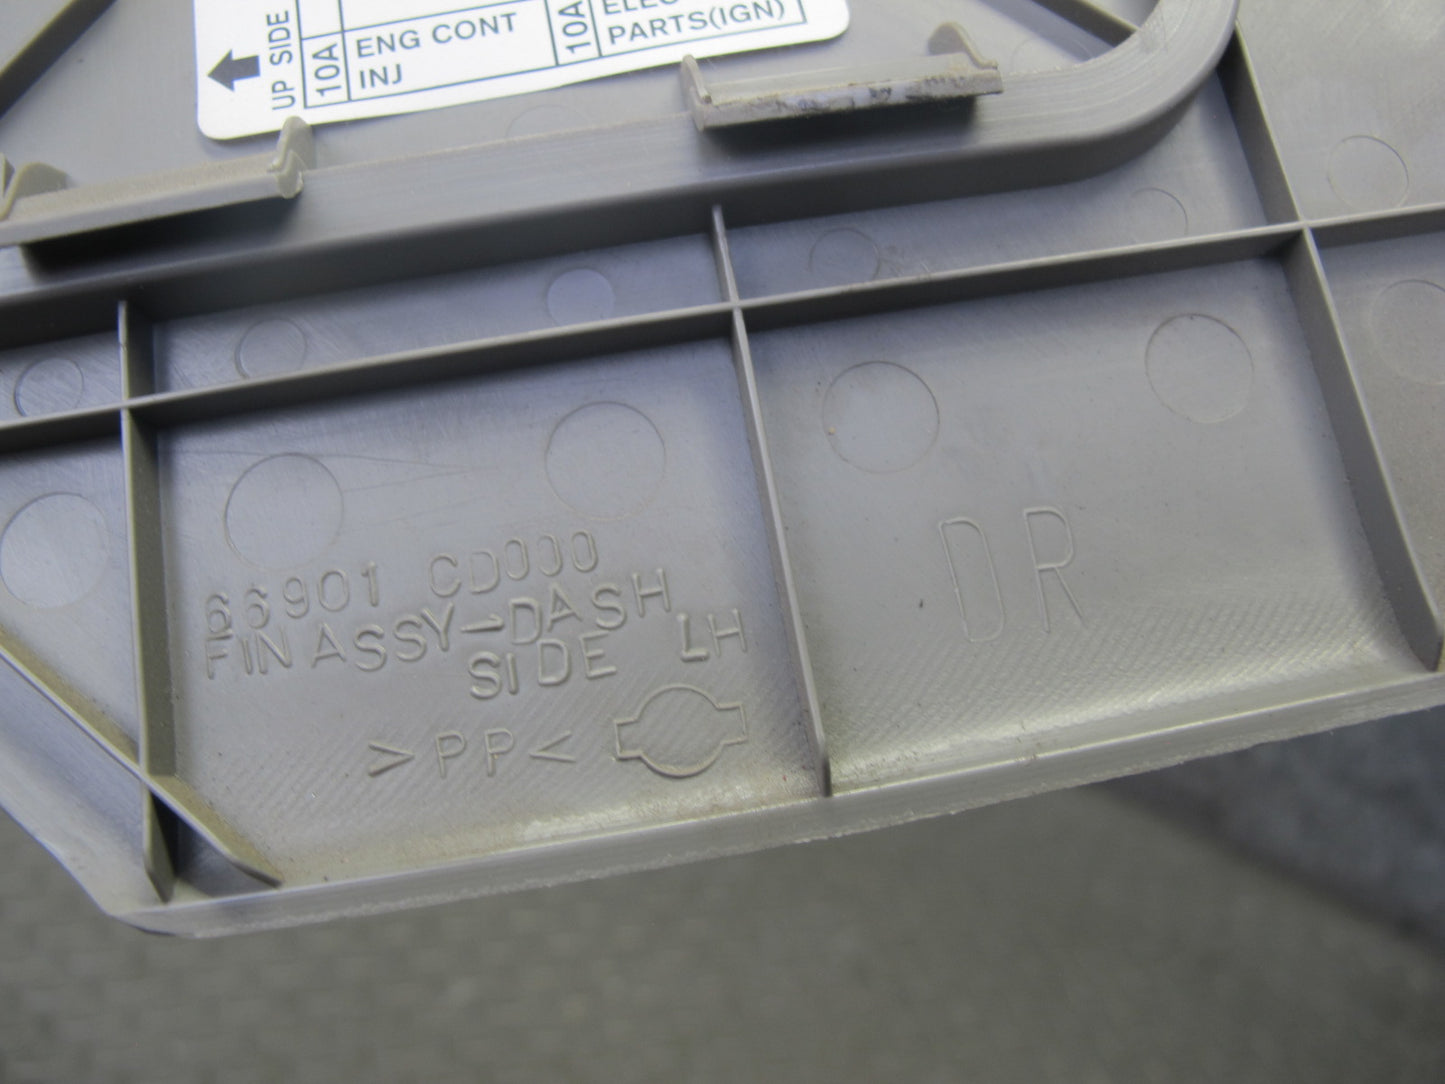 UP SIDE
10A
ENG CONT
INJ
10A
PARTS(IGN)
66901 CD000
FIN ASSY-DASH
SIDE LH
>PP<
DR